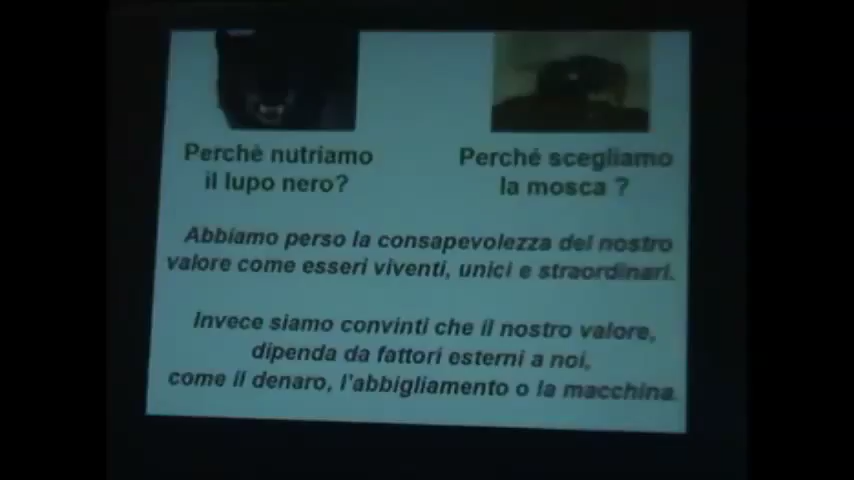 Perchè nutriamo
il lupo nero?
Perché scegliamo
la mosca ?
Abbiamo perso la consapevolezza del nostro
valore come esseri viventi, unici e straordinari.
Invece siamo convinti che il nostro valore,
dipenda da fattori esterni a noi,
come il denaro, l'abbigliamento o la macchina.